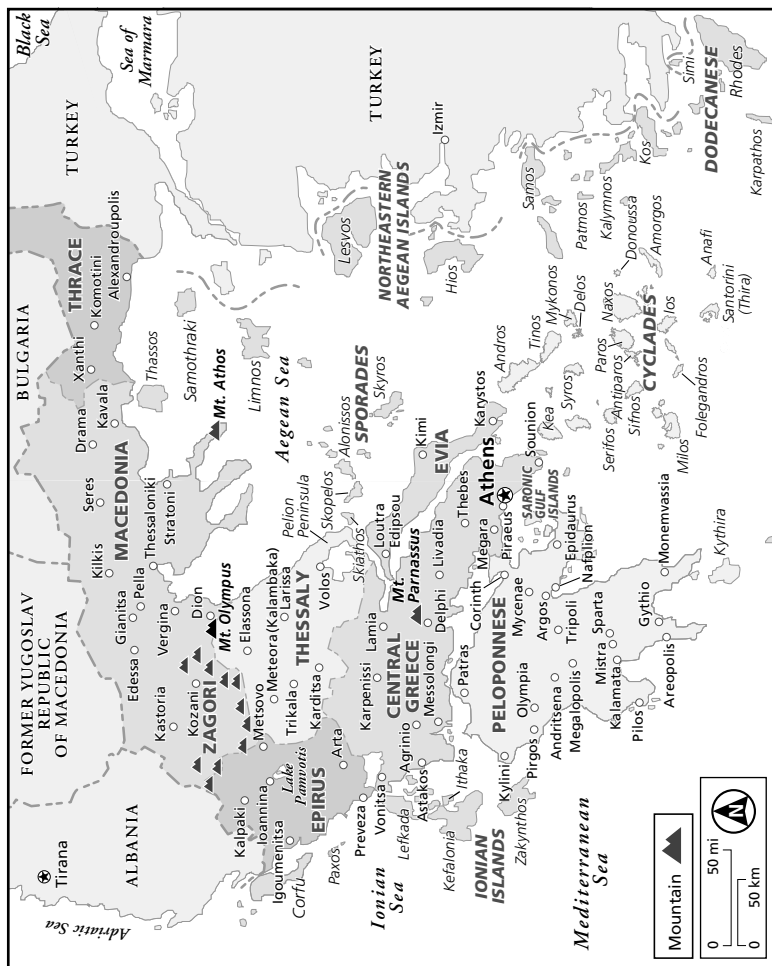 Black
Sea
Sea of
Marmara
TURKEY
BULGARIA
FORMER YUGOSLAV
REPUBLIC
OF MACEDONIA
ALBANIA
Tirana
Adriatic Sea
THRACE
Xanthi
Komotini
Alexandroupolis
Drama
Kavala
Seres
Kilkis
MACEDONIA
Thessaloniki
Stratoni
Gianitsa
Pella
Edessa
Vergina
Kastoria
Kozani
Dion
Mt. Olympus
ZAGORI
Elassona
Thassos
Samothraki
Mt. Athos
Limnos
Aegean Sea
Metsovo
Meteora (Kalambaka)
Larissa
Trikala
THESSALY
Karditsa
Volos
Pelion
Peninsula
Skiathos
Skopelos
Alonissos
SPORADES
Skyros
Kalpaki
Ioannina
Lake
Pamvotis
Igoumenitsa
EPIRUS
Arta
Corfu
Paxos
Preveza
Vonitsa
Lefkada
Ionian
Sea
TURKEY
Izmir
Lesvos
NORTHEASTERN
AEGEAN ISLANDS
Hios
Samos
Karpenissi
Lamia
CENTRAL
GREECE
Agrinio
Messolongi
Astakos
Ithaka
Kefalonia
Mt.
Parnassus
Delphi
Livadia
Loutra
Edipsou
Kimi
EVIA
Karystos
Thebes
Athens
Megara
Piraeus
Sounion
SARONIC
GULF
ISLANDS
Corinth
Patras
PELOPONNESE
Kylini
Pirgos
Olympia
Mycenae
Argos
Epidaurus
Nafplion
Tripoli
Andritsena
Megalopolis
Sparta
Mistra
Kalamata
Pilos
Gythio
Areopolis
Monemvassia
Kythira
IONIAN
ISLANDS
Zakynthos
Mediterranean
Sea
Andros
Tinos
Mykonos
Delos
Kea
Syros
Paros
Naxos
Antiparos
Serifos
Sifnos
CYCLADES
Ios
Milos
Folegandros
Santorini
(Thira)
Anafi
Amorgos
Donoussa
Patmos
Kalymnos
Kos
DODECANESE
Simi
Rhodes
Karpathos
Mountain
0 50 mi
0 50 km
N